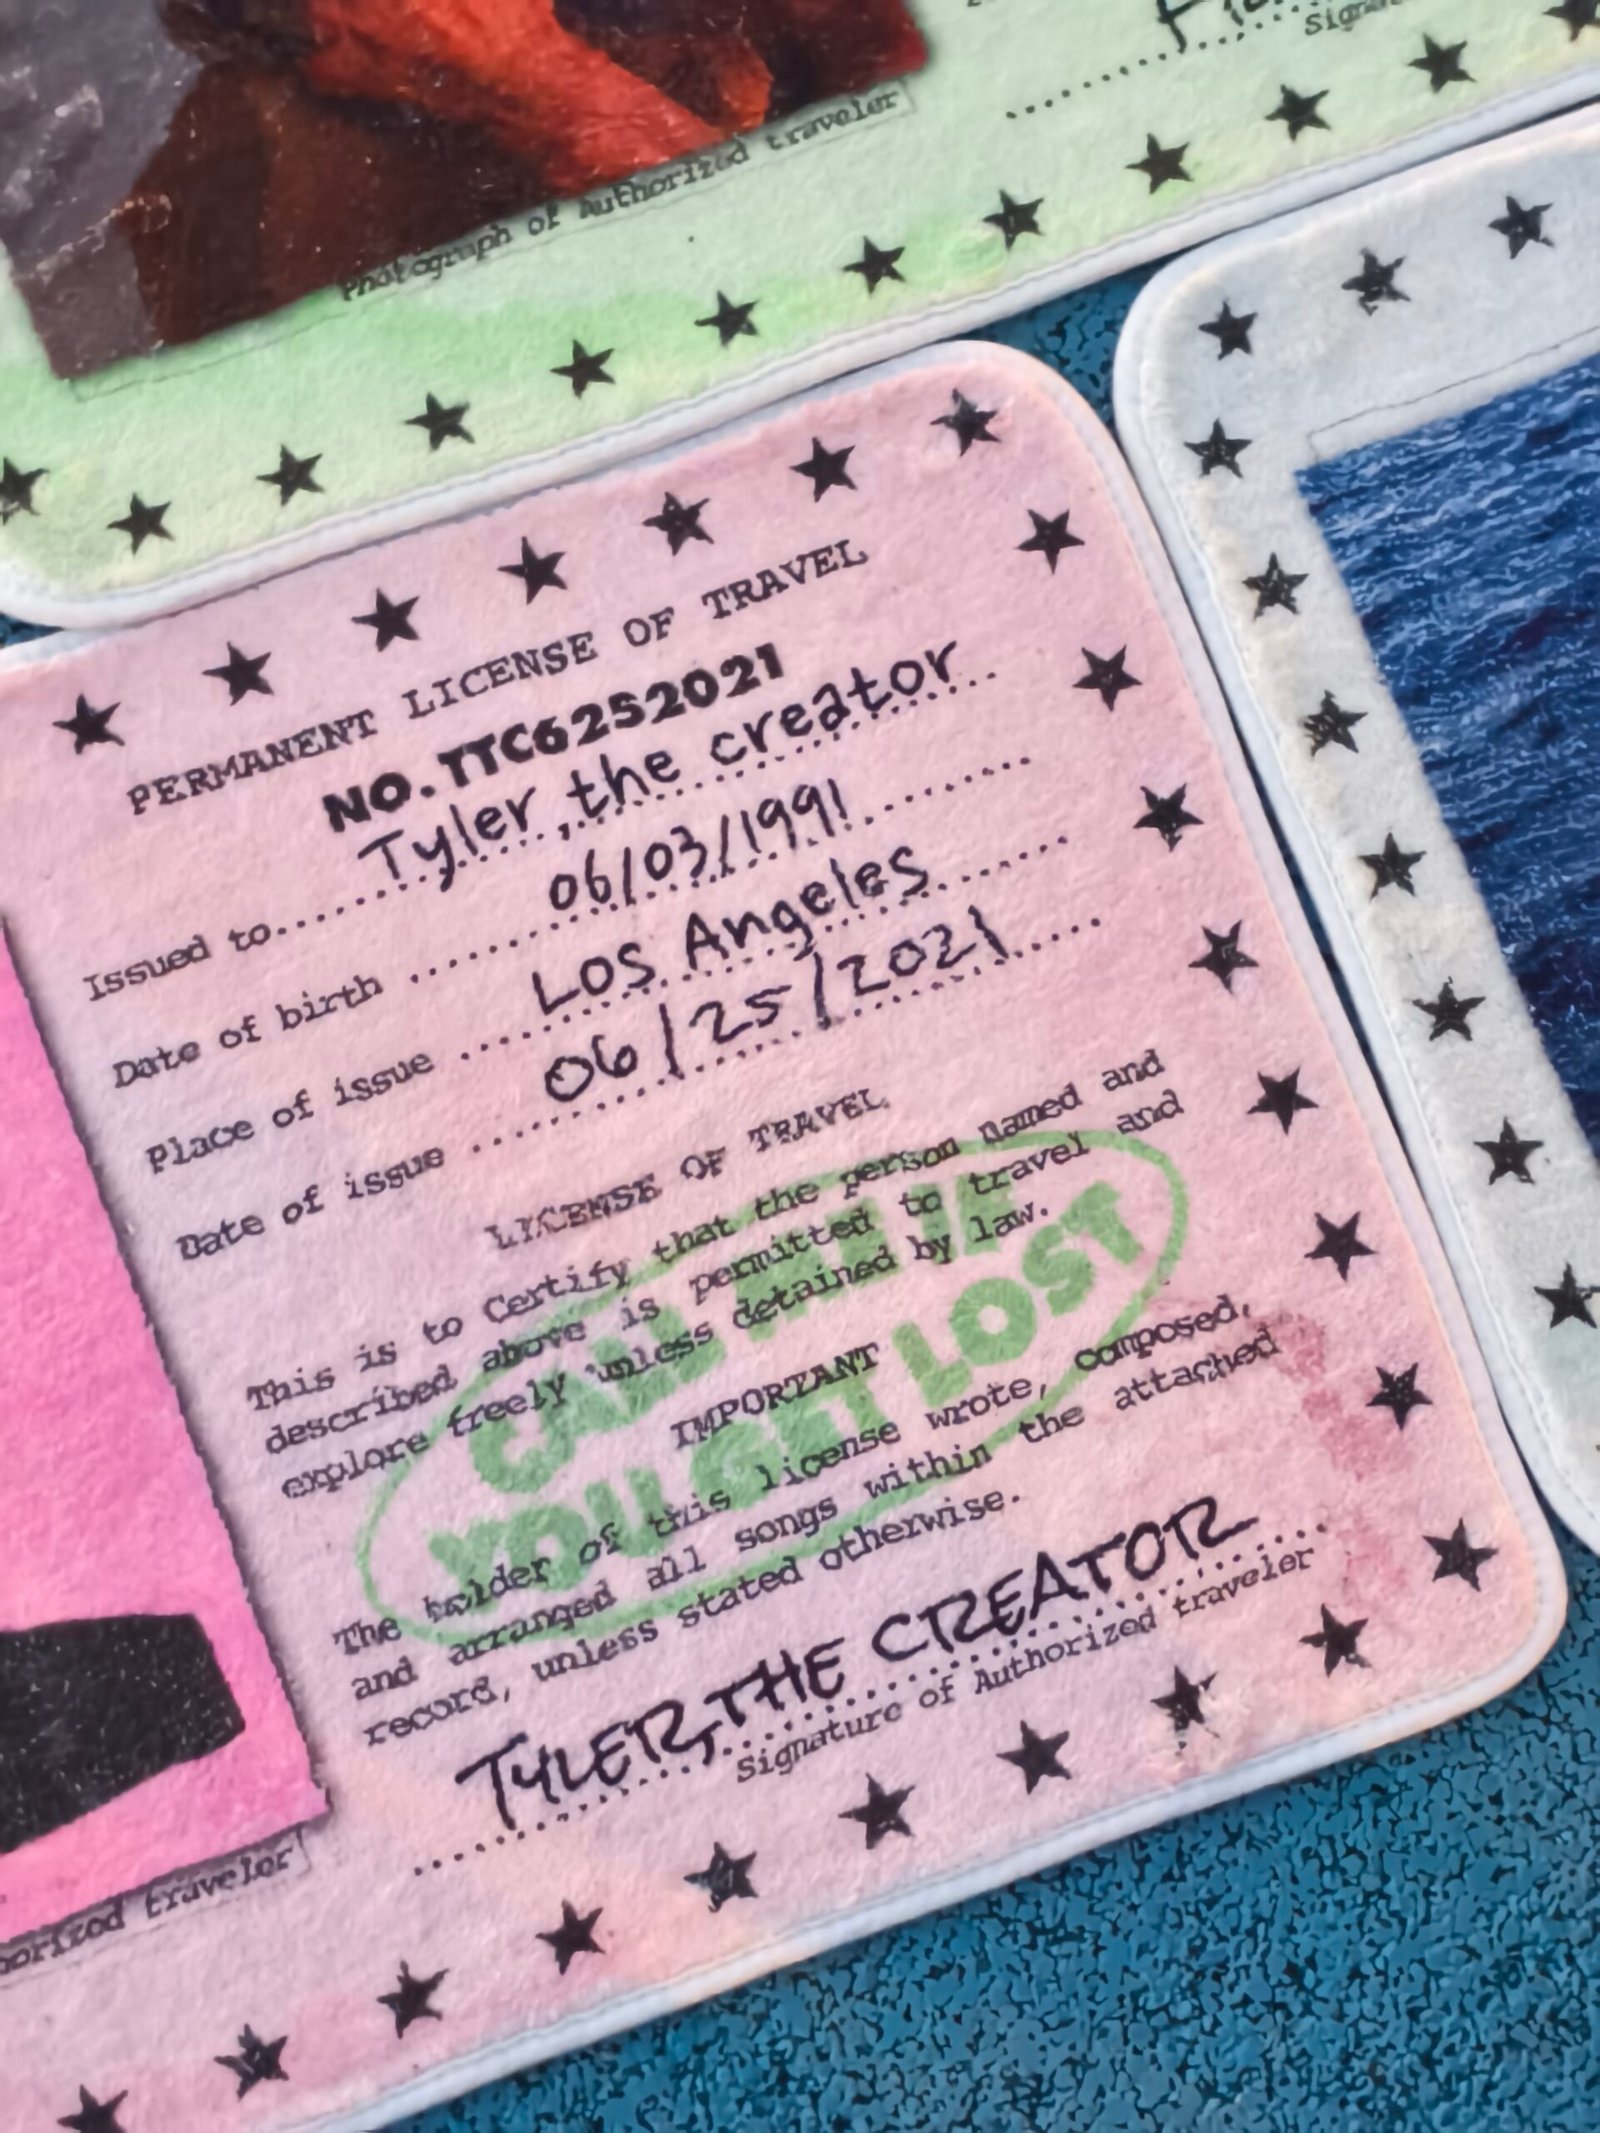 Signa
Photograph of Authorized traveler
PERMANENT LICENSE OF TRAVEL
NO. TTC6252021
Issued to Tyler, the creator
Date of birth 06/03/1991
Place of issue Los Angeles
Date of issue 06/25/2021
LICENSE OF TRAVEL
This is to Certify that the person named and
described above is permitted to travel and
explore freely unless detained by law.
CALL ME IF
YOU GET LOST
IMPORTANT
The holder of this license wrote, composed,
and arranged all songs within the attached
record, unless stated otherwise.
TYLER, THE CREATOR
Signature of Authorized traveler
horized traveler